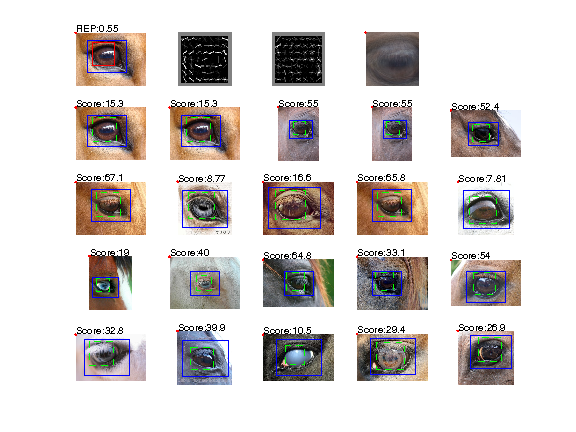 REP:0.55
Score:15.3 Score:15.3 Score:55 Score:55 Score:52.4
Score:67.1 Score:8.77 Score:16.6 Score:65.8 Score:7.81
Score:19 Score:40 Score:64.8 Score:33.1 Score:54
Score:32.8 Score:39.9 Score:10.5 Score:29.4 Score:26.9